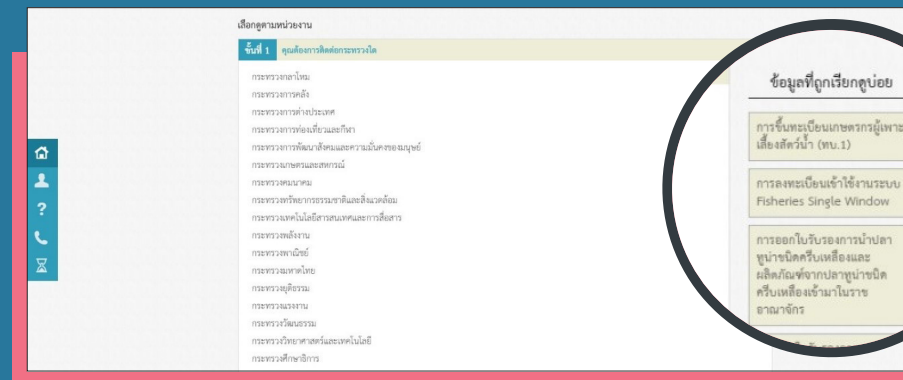 เลือกดูตามหน่วยงาน
ขั้นที่ 1 คุณต้องการติดต่อกระทรวงใด
กระทรวงกลาโหม
กระทรวงการคลัง
กระทรวงการต่างประเทศ
กระทรวงการท่องเที่ยวและกีฬา
กระทรวงการพัฒนาสังคมและความมั่นคงของมนุษย์
กระทรวงเกษตรและสหกรณ์
กระทรวงคมนาคม
กระทรวงทรัพยากรธรรมชาติและสิ่งแวดล้อม
กระทรวงเทคโนโลยีสารสนเทศและการสื่อสาร
กระทรวงพลังงาน
กระทรวงพาณิชย์
กระทรวงมหาดไทย
กระทรวงยุติธรรม
กระทรวงแรงงาน
กระทรวงวัฒนธรรม
กระทรวงวิทยาศาสตร์และเทคโนโลยี
กระทรวงศึกษาธิการ
ข้อมูลที่ถูกเรียกดูบ่อย
การขึ้นทะเบียนเกษตรกรผู้เพาะ
เลี้ยงสัตว์น้ำ (ทบ.1)
การลงทะเบียนเข้าใช้งานระบบ
Fisheries Single Window
การออกใบรับรองการนำปลา
ทูน่าชนิดครีบเหลืองและ
ผลิตภัณฑ์จากปลาทูน่าชนิด
ครีบเหลืองเข้ามาในราช
อาณาจักร